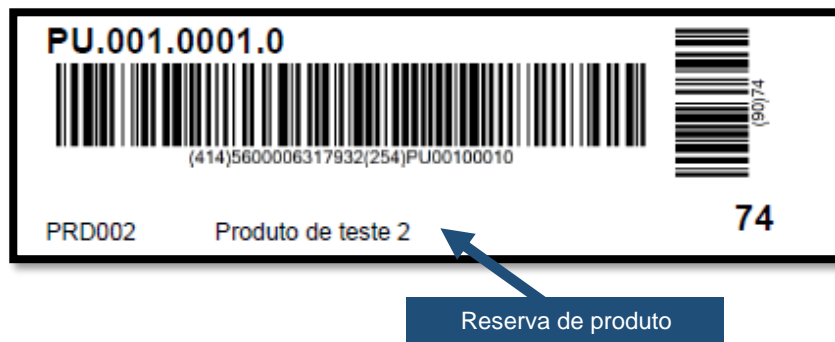 PU.001.0001.0
(414)5600006317932(254)PU00100010
(90)74
PRD002 Produto de teste 2
74
Reserva de produto